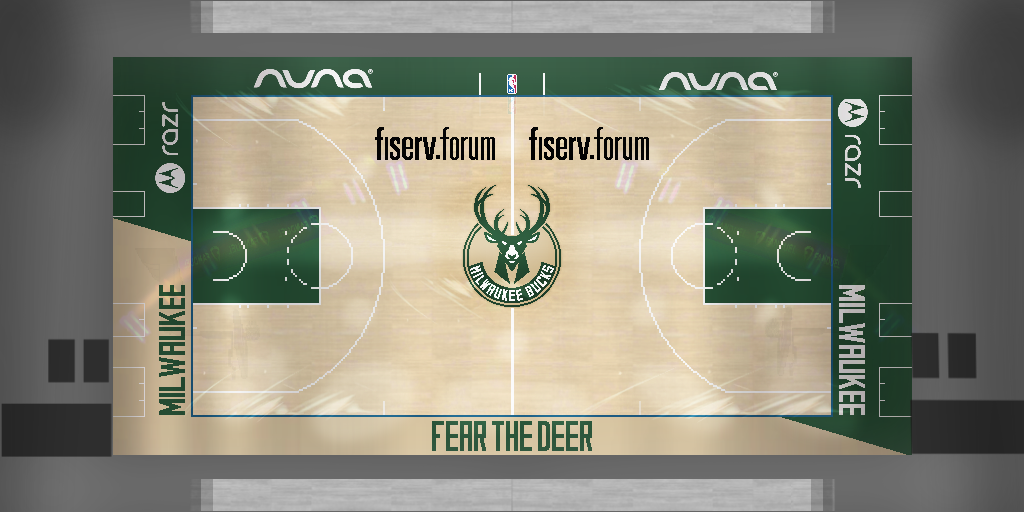 nuna®
nuna®
razr
razr
fiserv.forum
fiserv.forum
MILWAUKEE BUCKS
MILWAUKEE
MILWAUKEE
FEAR THE DEER